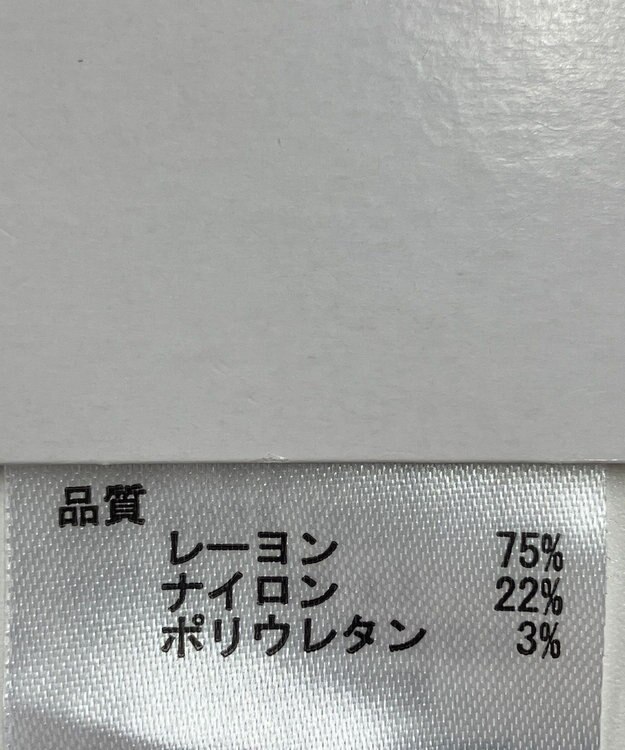 品質
レーヨン 75%
ナイロン 22%
ポリウレタン 3%